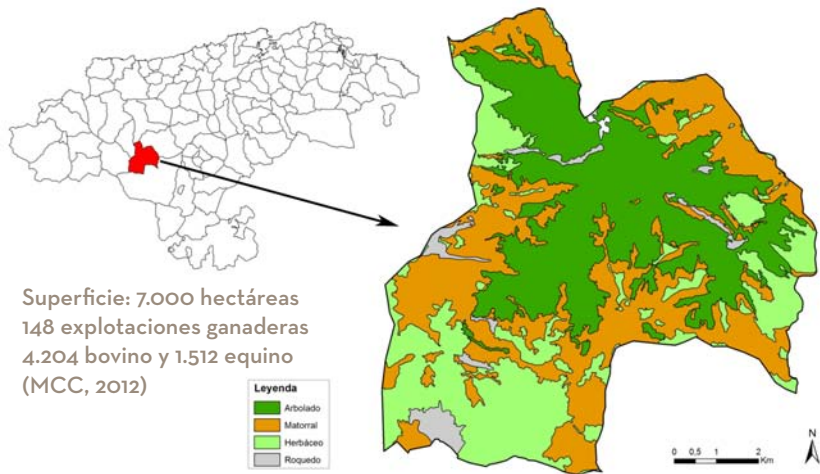 Superficie: 7.000 hectáreas
148 explotaciones ganaderas
4.204 bovino y 1.512 equino
(MCC, 2012)
Leyenda
Arbolado
Matorral
Herbáceo
Roquedo
0 0,5 1 2
Km
N